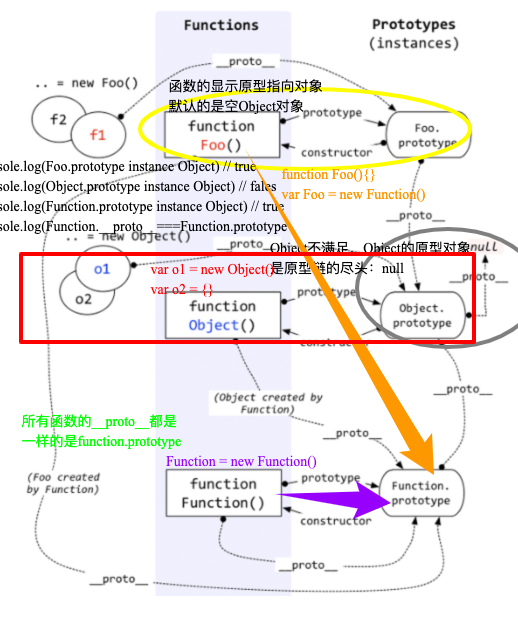 Functions
Prototypes
(instances)
__proto__
.. = new Foo()
函数的显示原型指向对象
默认的是空Object对象
f2
f1
prototype
function
Foo()
Foo.
prototype
constructor
sole.log(Foo.prototype instance Object) // true
function Foo(){}
sole.log(Object.prototype instance Object) // fales
var Foo = new Function()
sole.log(Function.prototype instance Object) // true
__proto__
sole.log(Function.__proto__===Function.prototype
.. = new Object()
__proto__
Object不满足，Object的原型对象
null
是原型链的尽头：null
o1
var o1 = new Object()
__proto__
o2
var o2 = {}
prototype
function
Object()
Object.
prototype
constructor
(Object created by
Function)
__proto__
所有函数的__proto__都是
一样的是function.prototype
__proto__
Function = new Function()
(Foo created
by Function)
prototype
function
Function()
Function.
prototype
constructor
__proto__
__proto__